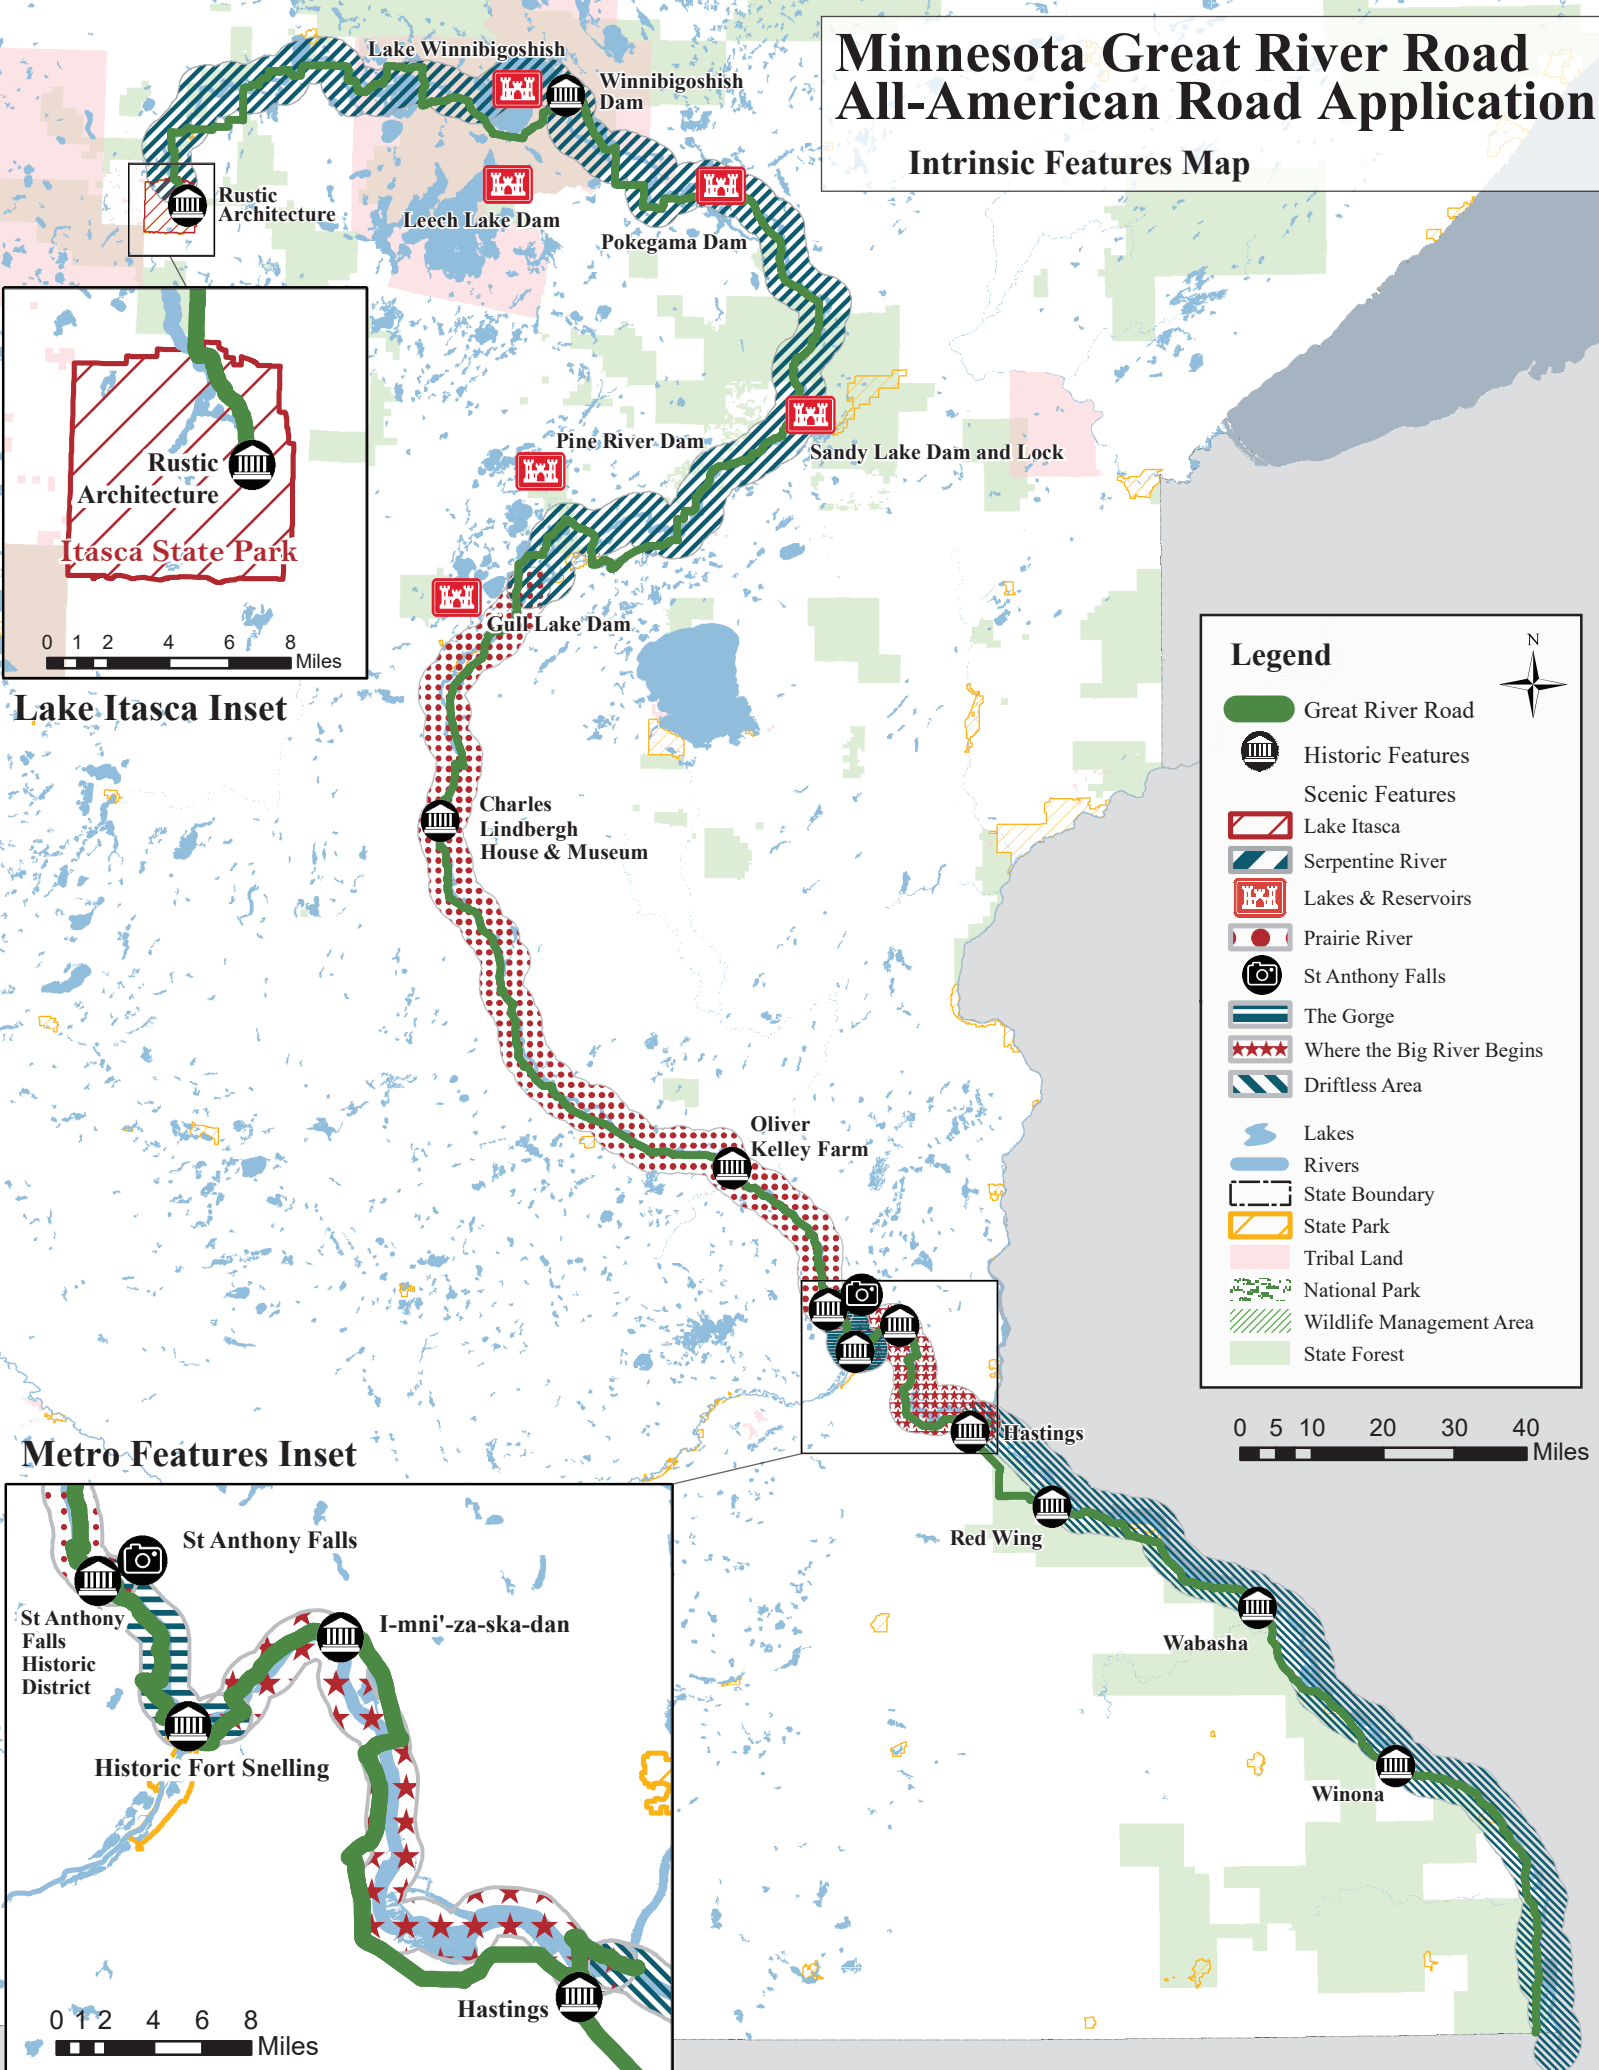 Minnesota Great River Road
All-American Road Application
Intrinsic Features Map
Lake Winnibigoshish
Winnibigoshish
Dam
Rustic
Architecture
Leech Lake Dam
Pokegama Dam
Pine River Dam
Sandy Lake Dam and Lock
Gull Lake Dam
Rustic
Architecture
Itasca State Park
0 1 2 4 6 8
Miles
Lake Itasca Inset
Charles
Lindbergh
House & Museum
Oliver
Kelley Farm
Hastings
Red Wing
Wabasha
Winona
Legend
N
Great River Road
Historic Features
Scenic Features
Lake Itasca
Serpentine River
Lakes & Reservoirs
Prairie River
St Anthony Falls
The Gorge
Where the Big River Begins
Driftless Area
Lakes
Rivers
State Boundary
State Park
Tribal Land
National Park
Wildlife Management Area
State Forest
0 5 10 20 30 40
Miles
Metro Features Inset
St Anthony Falls
St Anthony
Falls
Historic
District
I-mni'-za-ska-dan
Historic Fort Snelling
Hastings
0 1 2 4 6 8
Miles